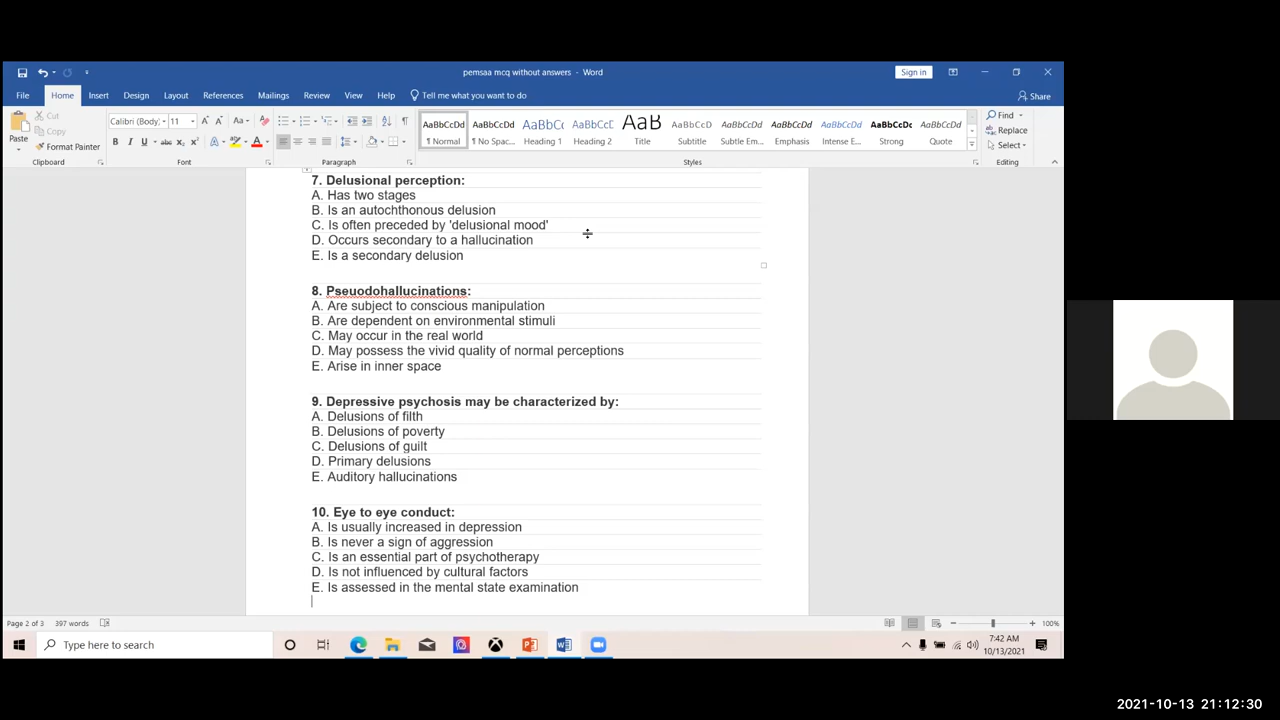 pemsaa mcq without answers - Word
Sign in
File Home Insert Design Layout References Mailings Review View Help Tell me what you want to do
Share
Paste
Cut
Copy
Format Painter
Clipboard
Calibri (Body) 11
Font
Paragraph
AaBbCcDd AaBbCcDd AaBbCc AaBbCcC AaB AaBbCcD AaBbCcDd AaBbCcDd AaBbCcDd AaBbCcDc AaBbCcDd
¶ Normal ¶ No Spac... Heading 1 Heading 2 Title Subtitle Subtle Em... Emphasis Intense E... Strong Quote
Styles
Find
Replace
Select
Editing
7. Delusional perception:
A. Has two stages
B. Is an autochthonous delusion
C. Is often preceded by 'delusional mood'
D. Occurs secondary to a hallucination
E. Is a secondary delusion
8. Pseuodohallucinations:
A. Are subject to conscious manipulation
B. Are dependent on environmental stimuli
C. May occur in the real world
D. May possess the vivid quality of normal perceptions
E. Arise in inner space
9. Depressive psychosis may be characterized by:
A. Delusions of filth
B. Delusions of poverty
C. Delusions of guilt
D. Primary delusions
E. Auditory hallucinations
10. Eye to eye conduct:
A. Is usually increased in depression
B. Is never a sign of aggression
C. Is an essential part of psychotherapy
D. Is not influenced by cultural factors
E. Is assessed in the mental state examination
Page 2 of 3 397 words
100%
Type here to search
7:42 AM
10/13/2021
2021-10-13 21:12:30